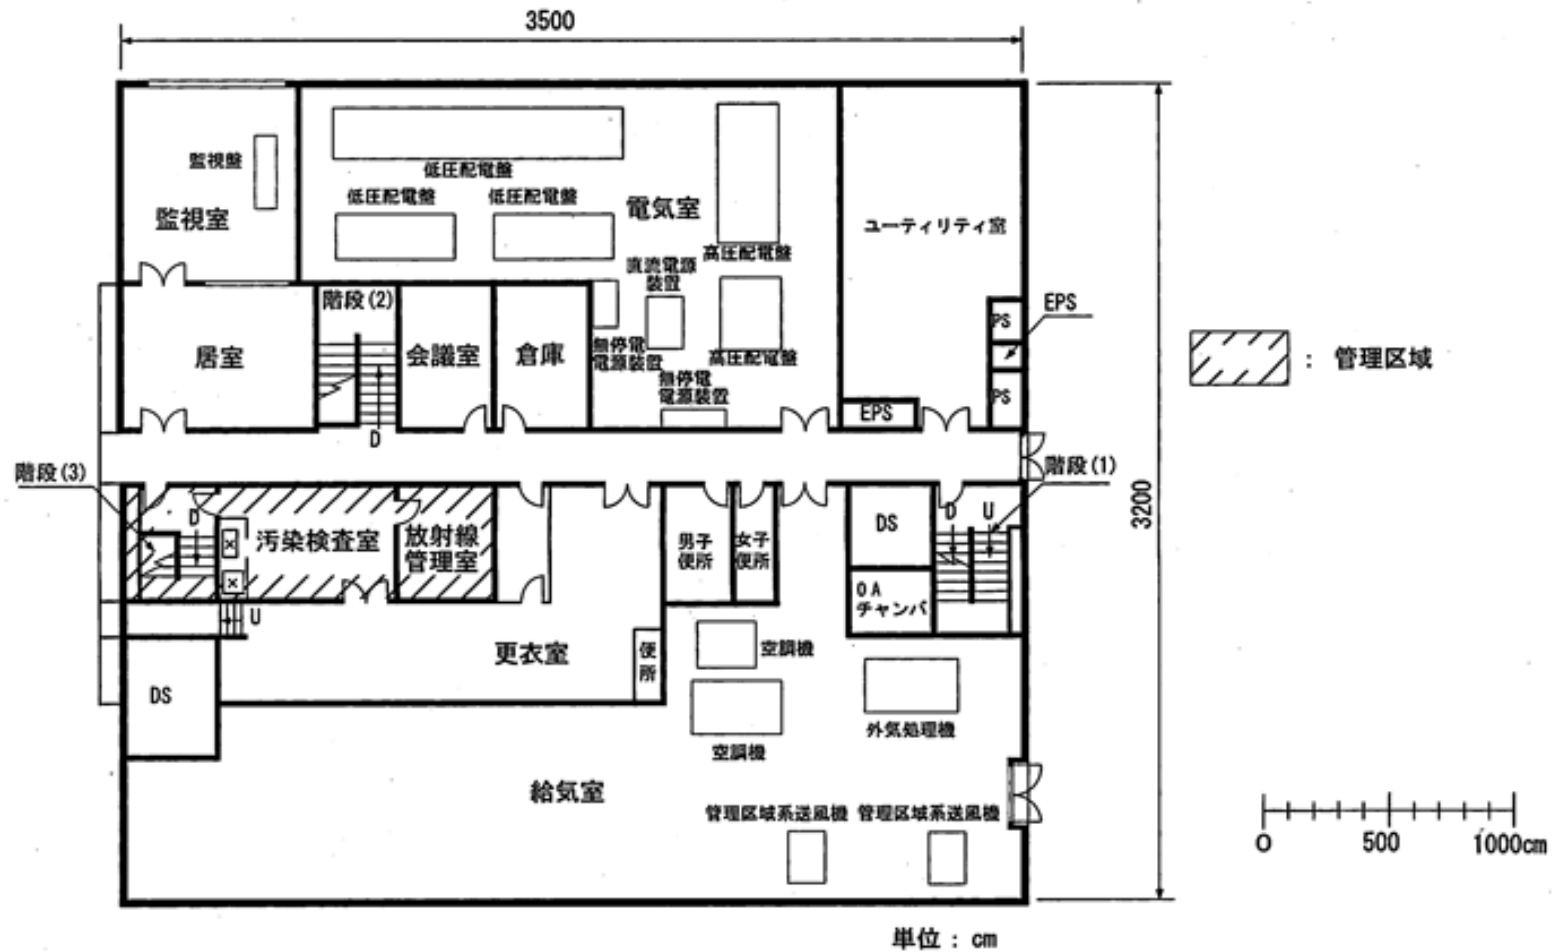 3500
監視盤
監視室
低圧配電盤
低圧配電盤
低圧配電盤
電気室
高圧配電盤
直流電源
装置
ユーティリティ室
階段(2)
居室
会議室
倉庫
無停電
電源装置
無停電
電源装置
高圧配電盤
PS
EPS
PS
EPS
D
: 管理区域
階段(3)
階段(1)
3200
D
汚染検査室
放射線
管理室
男子
便所
女子
便所
DS
D
U
OA
チャンバ
U
更衣室
便
所
空調機
DS
空調機
外気処理機
給気室
管理区域系送風機
管理区域系送風機
0
500
1000cm
単位 : cm